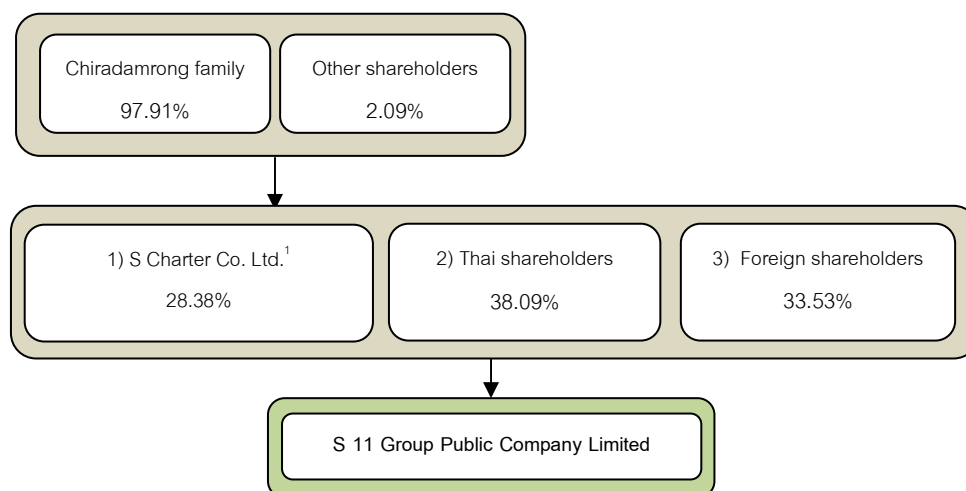 Chiradamrong family
97.91%
Other shareholders
2.09%
1) S Charter Co. Ltd.1
28.38%
2) Thai shareholders
38.09%
3) Foreign shareholders
33.53%
S 11 Group Public Company Limited